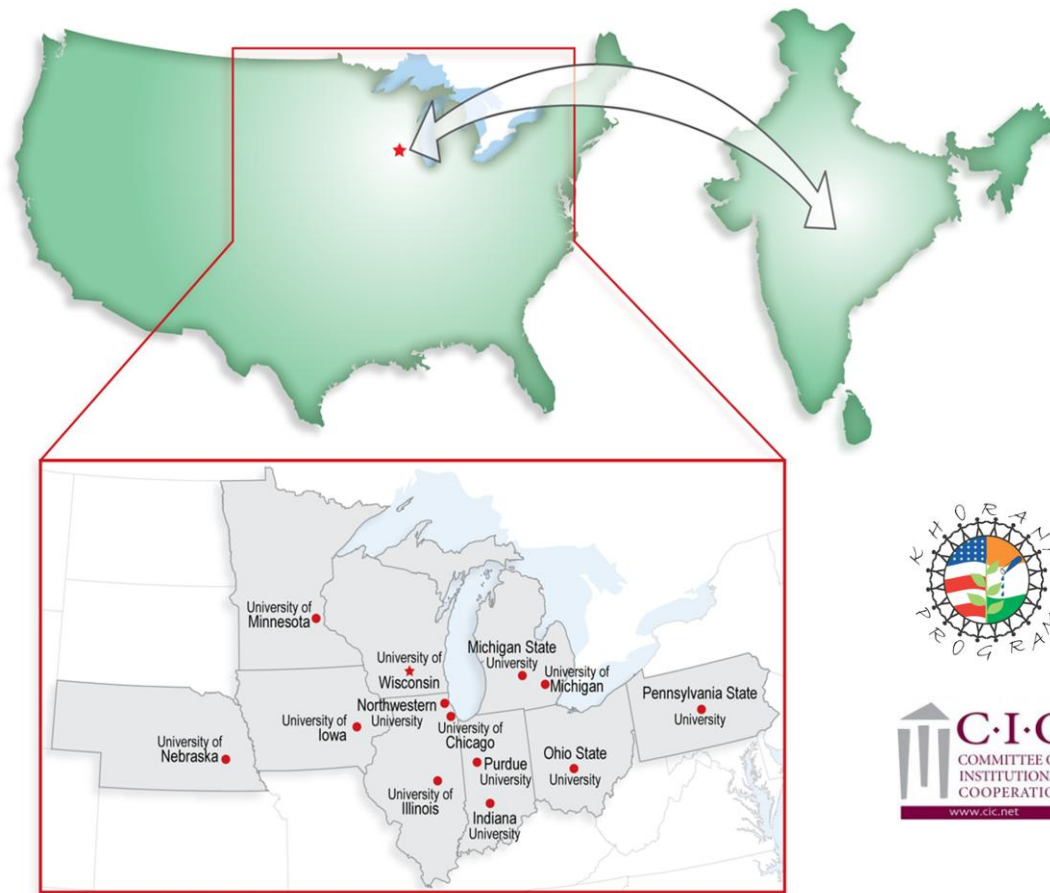 University of
Minnesota
University of
Wisconsin
Michigan State
University
University of
Michigan
Northwestern
University
University of
Chicago
University of
Iowa
University of
Nebraska
University of
Illinois
Purdue
University
Indiana
University
Ohio State
University
Pennsylvania State
University
KHORAN
PROGRAM
C·I·C
COMMITTEE O
INSTITUTION
COOPERATIO
www.cic.net